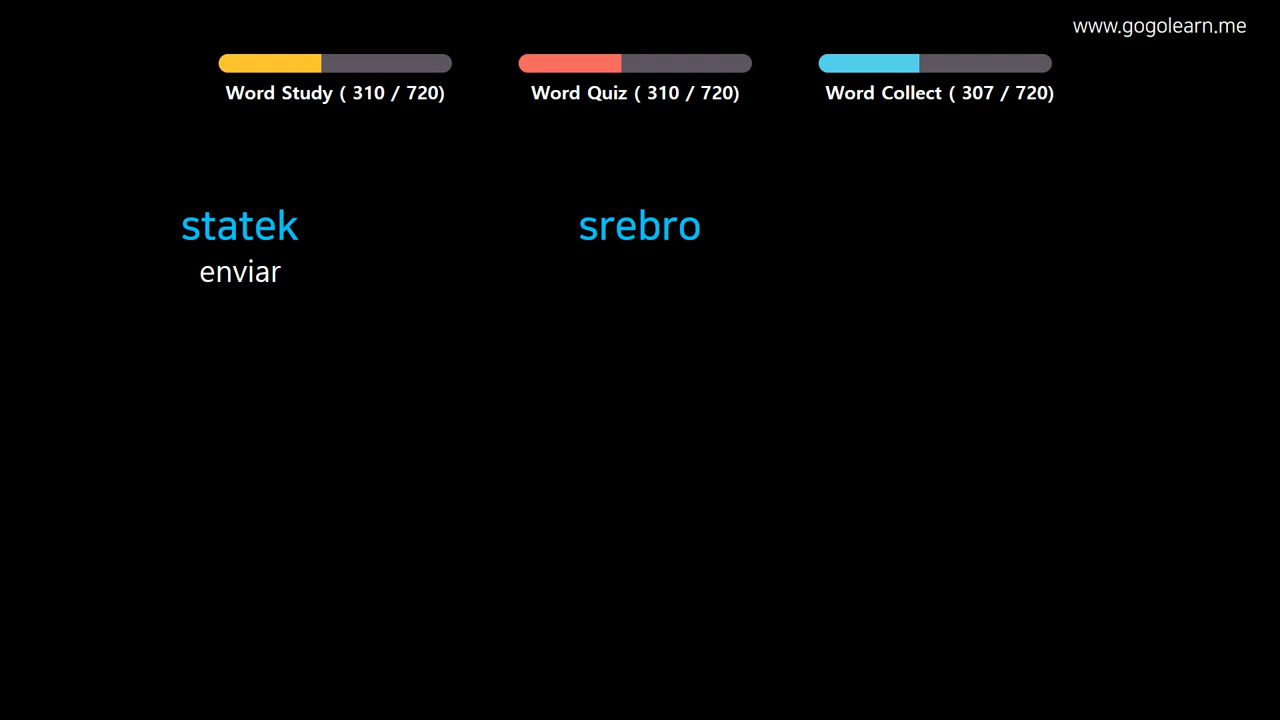 www.gogolearn.me
Word Study ( 310 / 720)
Word Quiz ( 310 / 720)
Word Collect ( 307 / 720)
statek
enviar
srebro